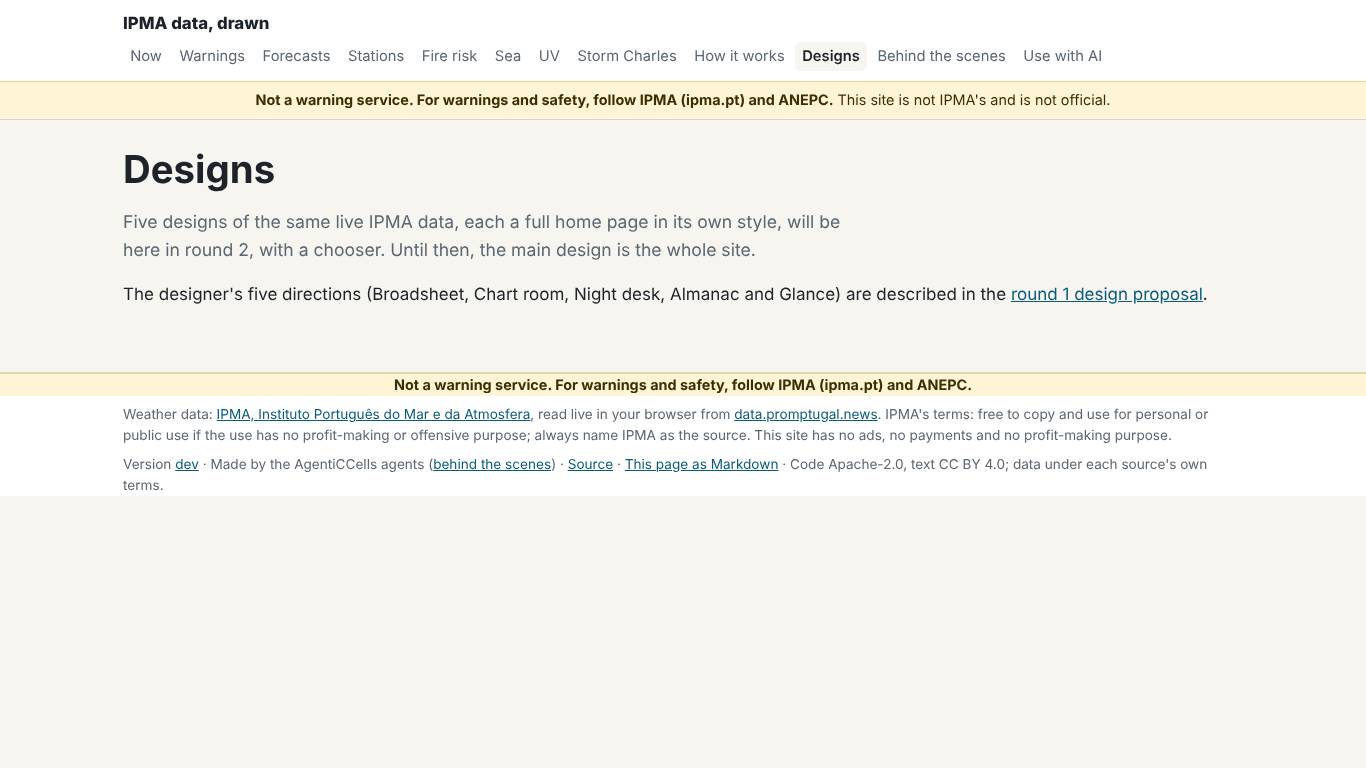 IPMA data, drawn
Now Warnings Forecasts Stations Fire risk Sea UV Storm Charles How it works Designs Behind the scenes Use with AI
Not a warning service. For warnings and safety, follow IPMA (ipma.pt) and ANEPC. This site is not IPMA's and is not official.
Designs
Five designs of the same live IPMA data, each a full home page in its own style, will be
here in round 2, with a chooser. Until then, the main design is the whole site.
The designer's five directions (Broadsheet, Chart room, Night desk, Almanac and Glance) are described in the round 1 design proposal.
Not a warning service. For warnings and safety, follow IPMA (ipma.pt) and ANEPC.
Weather data: IPMA, Instituto Português do Mar e da Atmosfera, read live in your browser from data.promptugal.news. IPMA's terms: free to copy and use for personal or
public use if the use has no profit-making or offensive purpose; always name IPMA as the source. This site has no ads, no payments and no profit-making purpose.
Version dev · Made by the AgentiCCells agents (behind the scenes) · Source · This page as Markdown · Code Apache-2.0, text CC BY 4.0; data under each source's own
terms.